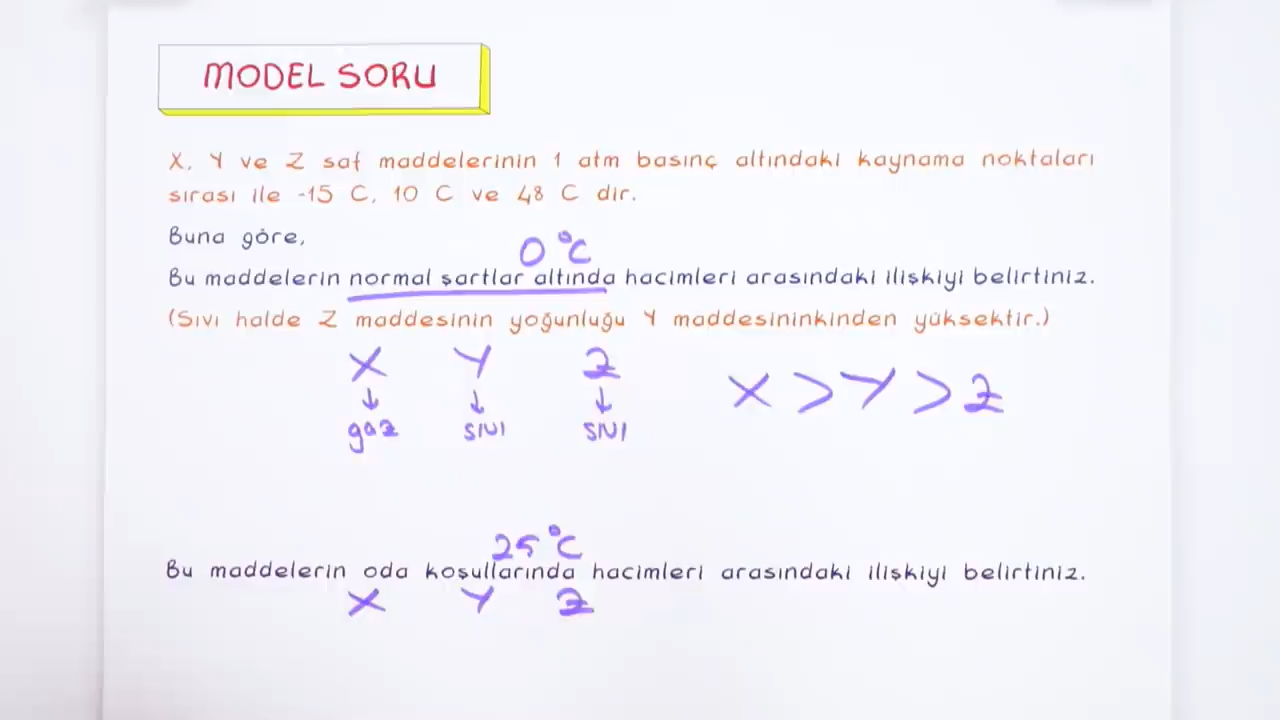 MODEL SORU
X, Y ve Z saf maddelerinin 1 atm basınç altındaki kaynama noktaları
sırası ile -15 C, 10 C ve 48 C dir.
Buna göre,
0 °C
Bu maddelerin normal şartlar altında hacimleri arasındaki ilişkiyi belirtiniz.
(Sıvı halde Z maddesinin yoğunluğu Y maddesininkinden yüksektir.)
X Y Z
X > Y > Z
↓ ↓ ↓
gaz sıvı sıvı
25 °C
Bu maddelerin oda koşullarında hacimleri arasındaki ilişkiyi belirtiniz.
X Y Z